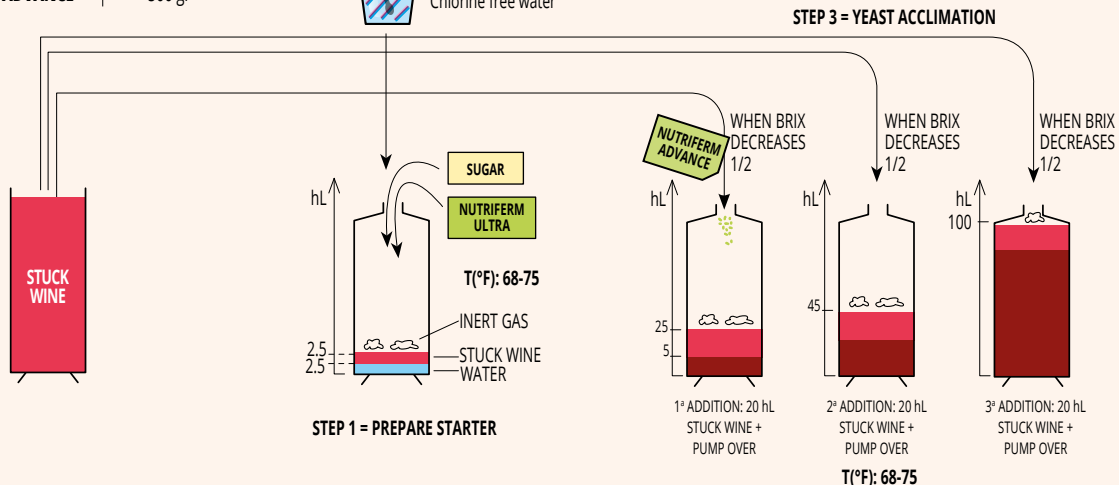 Chlorine free water
STEP 3 = YEAST ACCLIMATION
STUCK
WINE
hL
SUGAR
NUTRIFERM
ULTRA
T(°F): 68-75
INERT GAS
2.5
STUCK WINE
2.5
WATER
STEP 1 = PREPARE STARTER
NUTRIFERM
ADVANCE
WHEN BRIX
DECREASES
1/2
hL
25
5
1ª ADDITION: 20 hL
STUCK WINE +
PUMP OVER
WHEN BRIX
DECREASES
1/2
hL
45
2ª ADDITION: 20 hL
STUCK WINE +
PUMP OVER
T(°F): 68-75
WHEN BRIX
DECREASES
1/2
hL
100
3ª ADDITION: 20 hL
STUCK WINE +
PUMP OVER